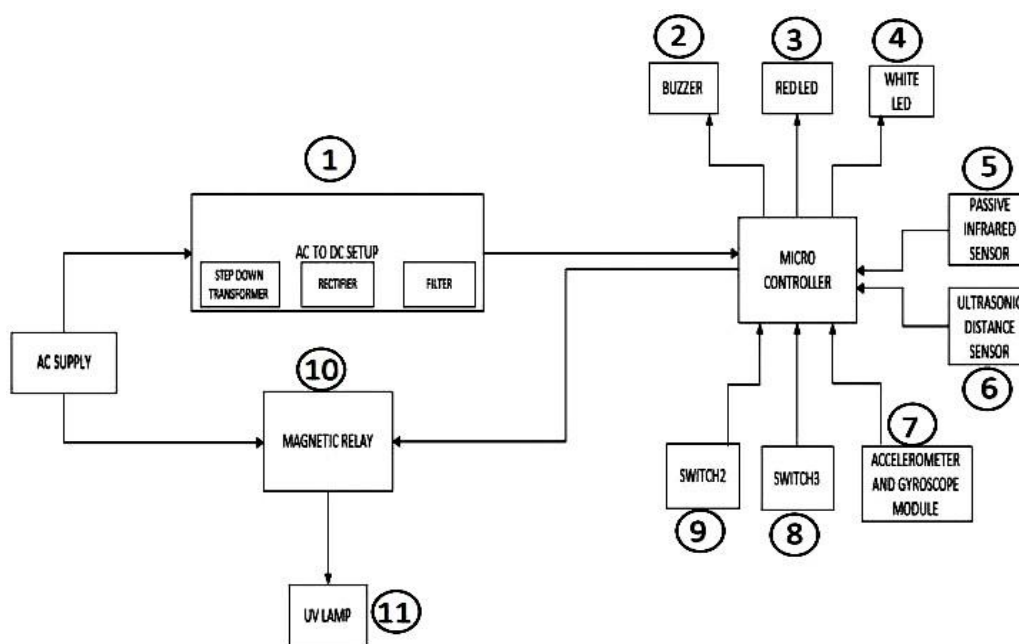 2
3
4
BUZZER
RED LED
WHITE
LED
1
5
PASSIVE
INFRARED
SENSOR
AC TO DC SETUP
STEP DOWN
TRANSFORMER
RECTIFIER
FILTER
MICRO
CONTROLLER
ULTRASONIC
DISTANCE
SENSOR
6
AC SUPPLY
10
MAGNETIC RELAY
7
SWITCH2
SWITCH3
ACCELEROMETER
AND GYROSCOPE
MODULE
9
8
UV LAMP
11